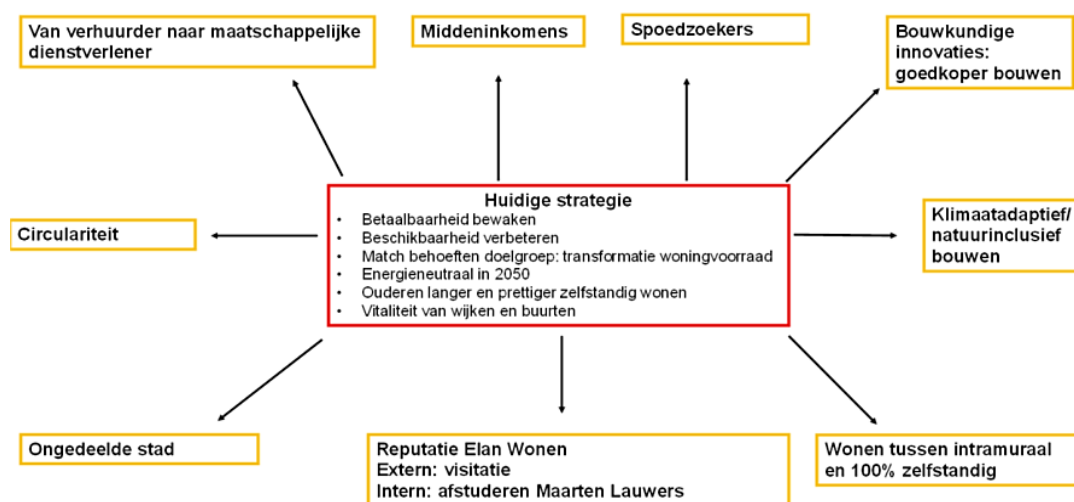 Van verhuurder naar maatschappelijke
dienstverlener
Middeninkomens
Spoedzoekers
Bouwkundige
innovaties:
goedkoper bouwen
Huidige strategie
• Betaalbaarheid bewaken
• Beschikbaarheid verbeteren
• Match behoeften doelgroep: transformatie woningvoorraad
• Energieneutraal in 2050
• Ouderen langer en prettiger zelfstandig wonen
• Vitaliteit van wijken en buurten
Circulariteit
Klimaatadaptief/
natuurinclusief
bouwen
Ongedeelde stad
Reputatie Elan Wonen
Extern: visitatie
Intern: afstuderen Maarten Lauwers
Wonen tussen intramuraal
en 100% zelfstandig